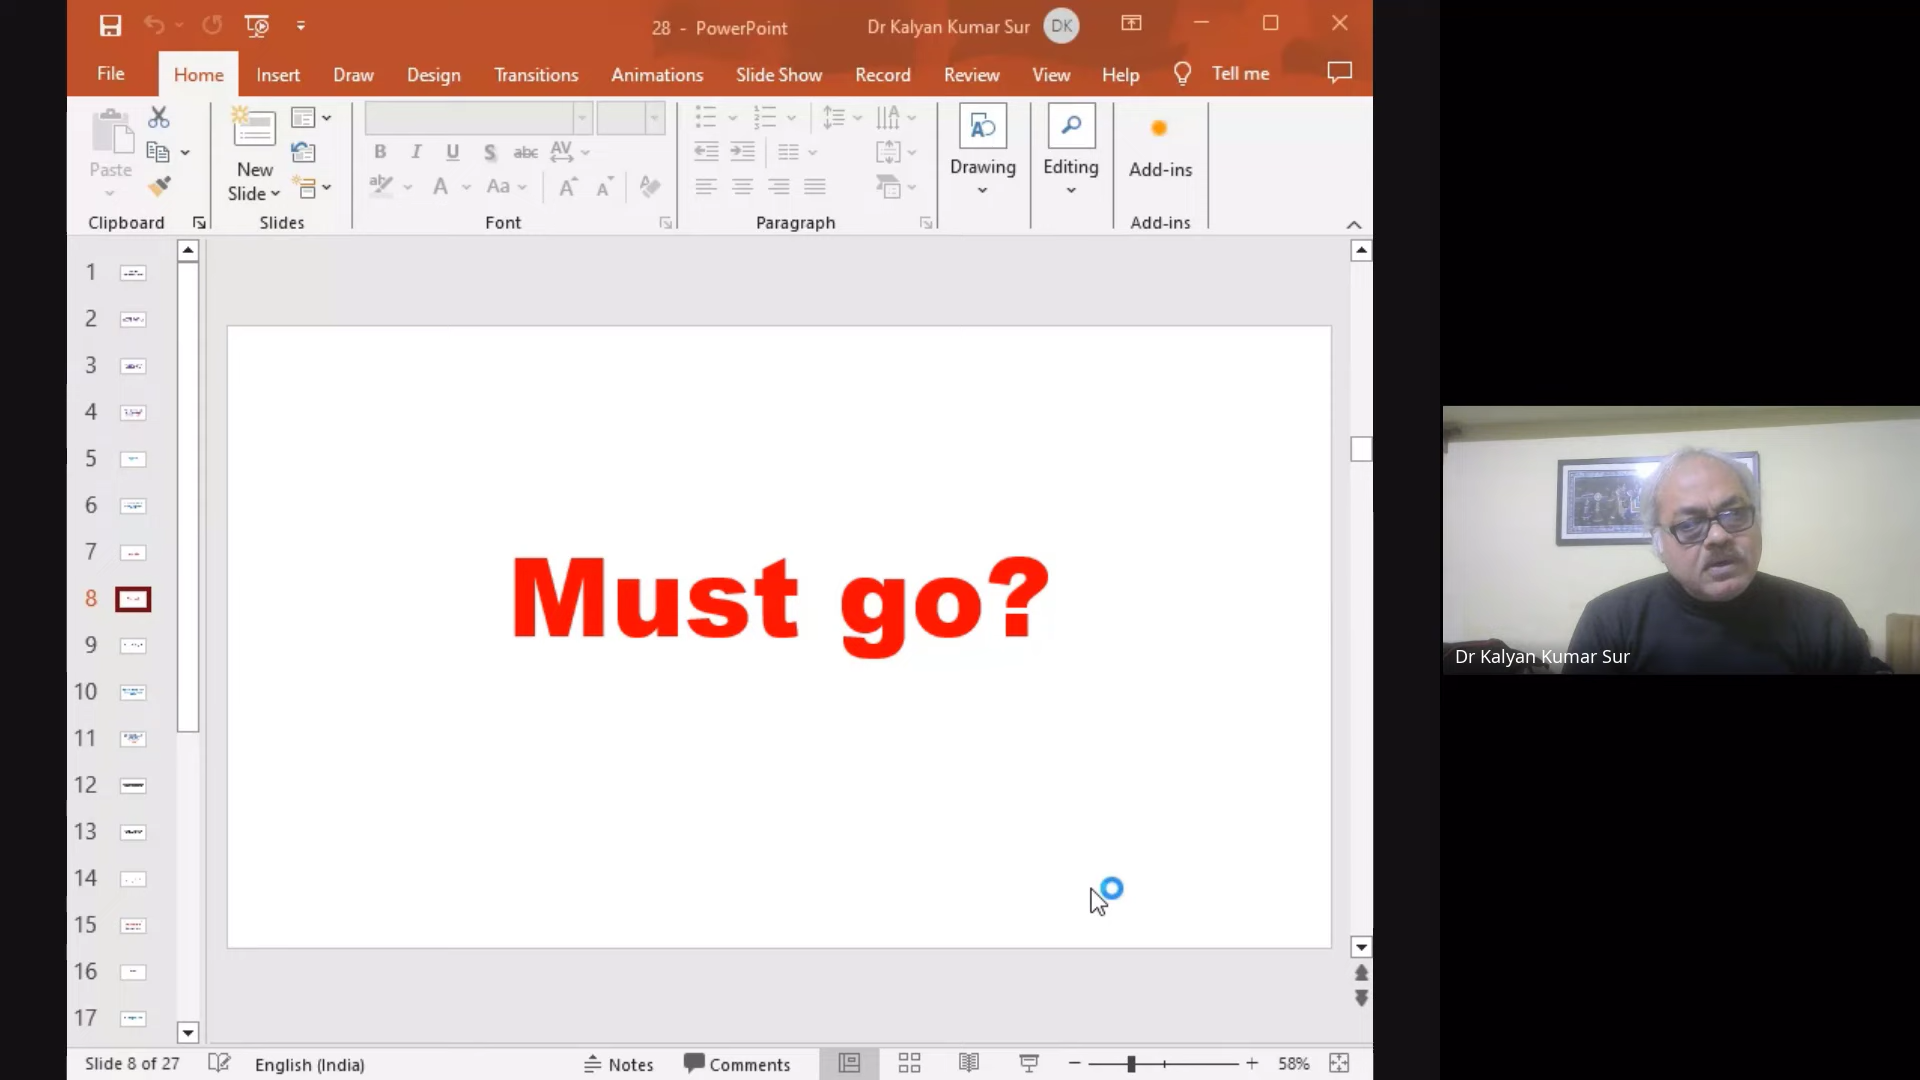 28 - PowerPoint
Dr Kalyan Kumar Sur
DK
File
Home
Insert
Draw
Design
Transitions
Animations
Slide Show
Record
Review
View
Help
Tell me
Paste
New
Slide
B I U S abc AV
A Aa A A
Drawing
Editing
Add-ins
Clipboard
Slides
Font
Paragraph
Add-ins
1
2
3
4
5
6
7
8
9
10
11
12
13
14
15
16
17
Must go?
Dr Kalyan Kumar Sur
Slide 8 of 27
English (India)
Notes
Comments
58%